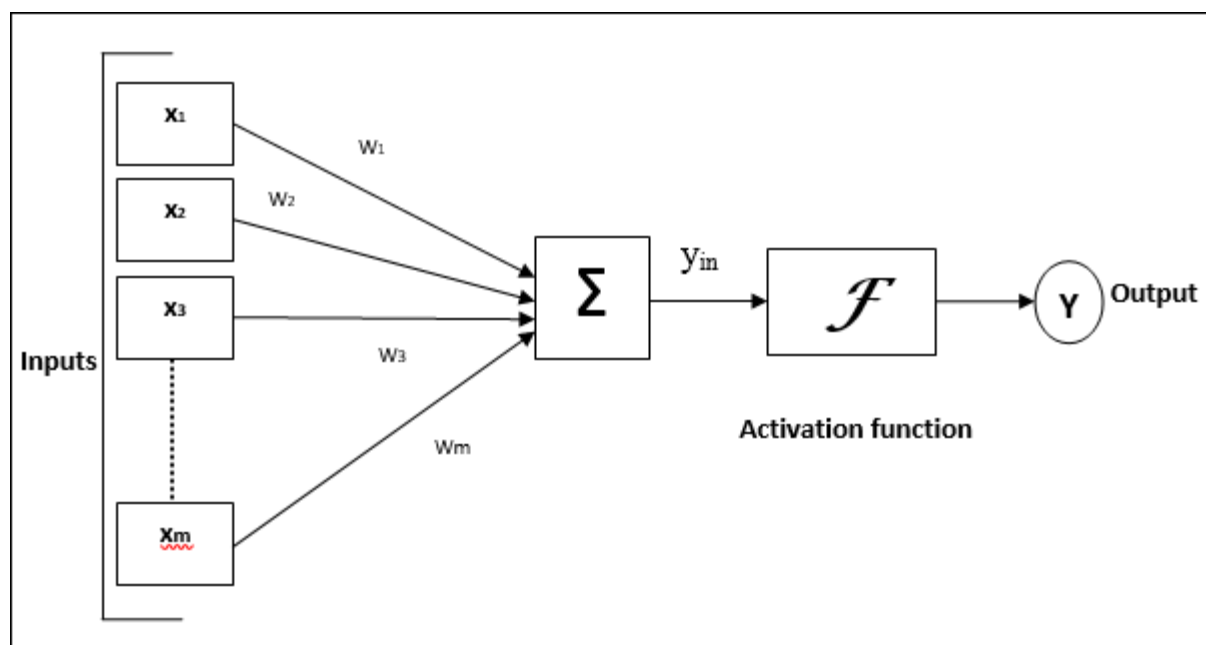 x1
W1
x2
W2
x3
W3
Inputs
xm
Wm
Σ
yin
ℱ
Activation function
Y
Output